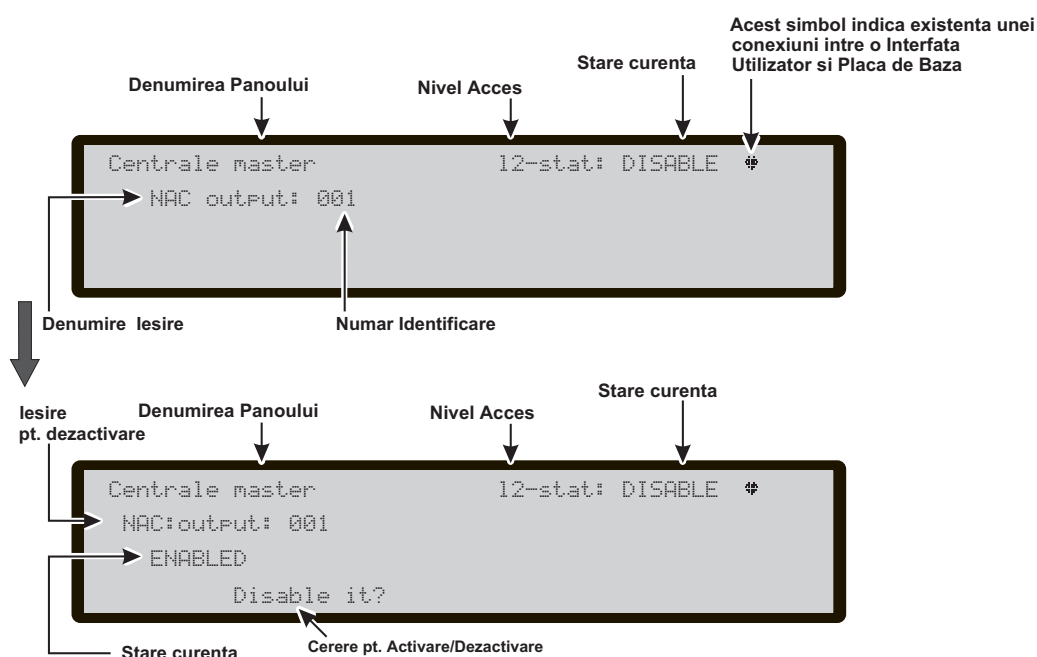 Acest simbol indica existenta unei
conexiuni intre o Interfata
Utilizator si Placa de Baza
Stare curenta
Denumirea Panoului
Nivel Acces
Centrale master l2-stat: DISABLE
NAC output: 001
Denumire Iesire
Numar Identificare
Stare curenta
Iesire
pt. dezactivare
Denumirea Panoului
Nivel Acces
Centrale master l2-stat: DISABLE
NAC:output: 001
ENABLED
Disable it?
Cerere pt. Activare/Dezactivare
Stare curenta